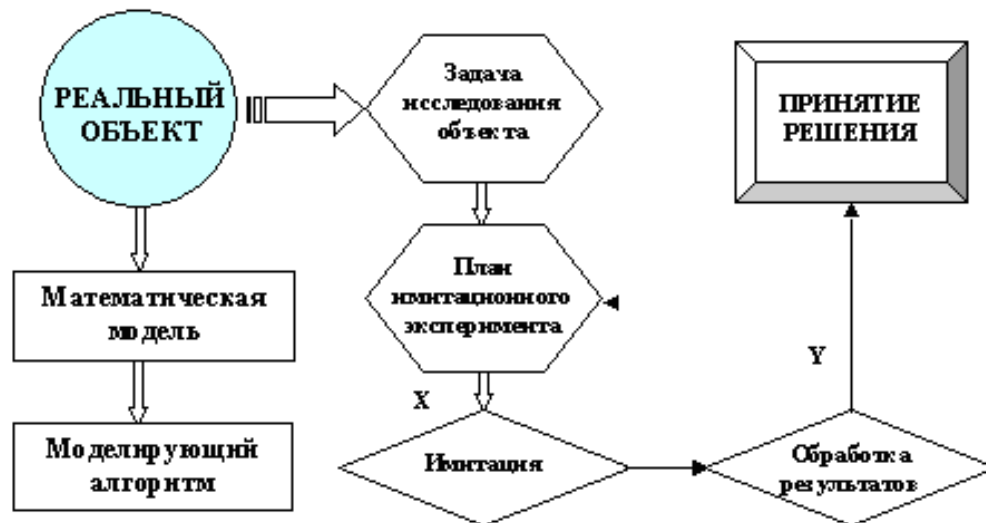 РЕАЛЬНЫЙ
ОБЪЕКТ
Задача
исследования
объекта
ПРИНЯТИЕ
РЕШЕНИЯ
Математическая
модель
План
имитационного
эксперимента
Y
X
Моделирующий
алгоритм
Имитация
Обработка
результатов